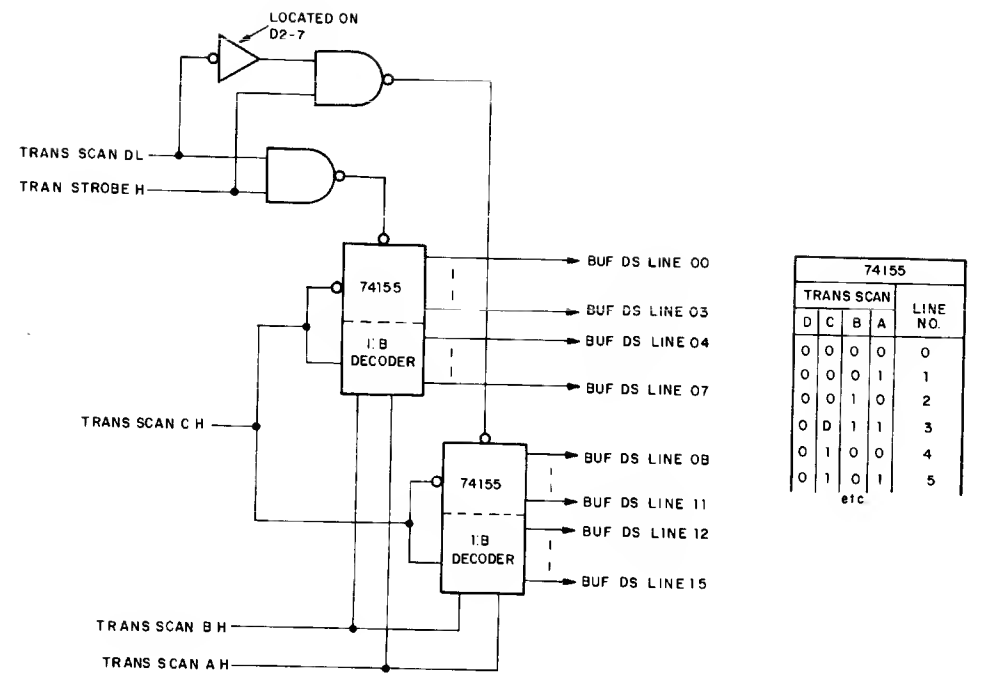 LOCATED ON
D2-7
TRANS SCAN DL
TRAN STROBE H
74155
1:8
DECODER
BUF DS LINE 00
BUF DS LINE 03
BUF DS LINE 04
BUF DS LINE 07
TRANS SCAN C H
74155
1:8
DECODER
BUF DS LINE 08
BUF DS LINE 11
BUF DS LINE 12
BUF DS LINE 15
TRANS SCAN B H
TRANS SCAN A H
74155
TRANS SCAN LINE NO.
D C B A
0 0 0 0 0
0 0 0 1 1
0 0 1 0 2
0 D 1 1 3
0 1 0 0 4
0 1 0 1 5
etc